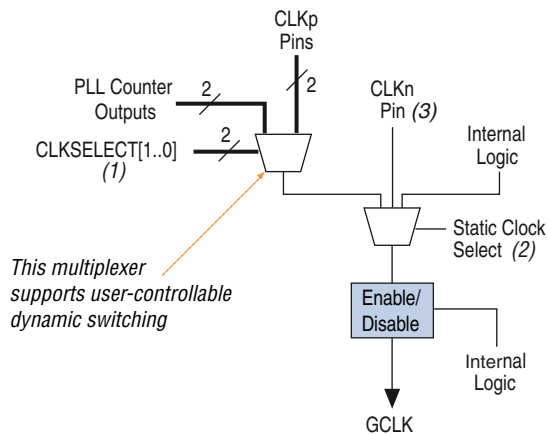 CLKp
Pins
PLL Counter
Outputs
2
2
CLKn
Pin (3)
CLKSELECT[1..0]
(1)
2
Internal
Logic
Static Clock
Select (2)
This multiplexer
supports user-controllable
dynamic switching
Enable/
Disable
Internal
Logic
GCLK